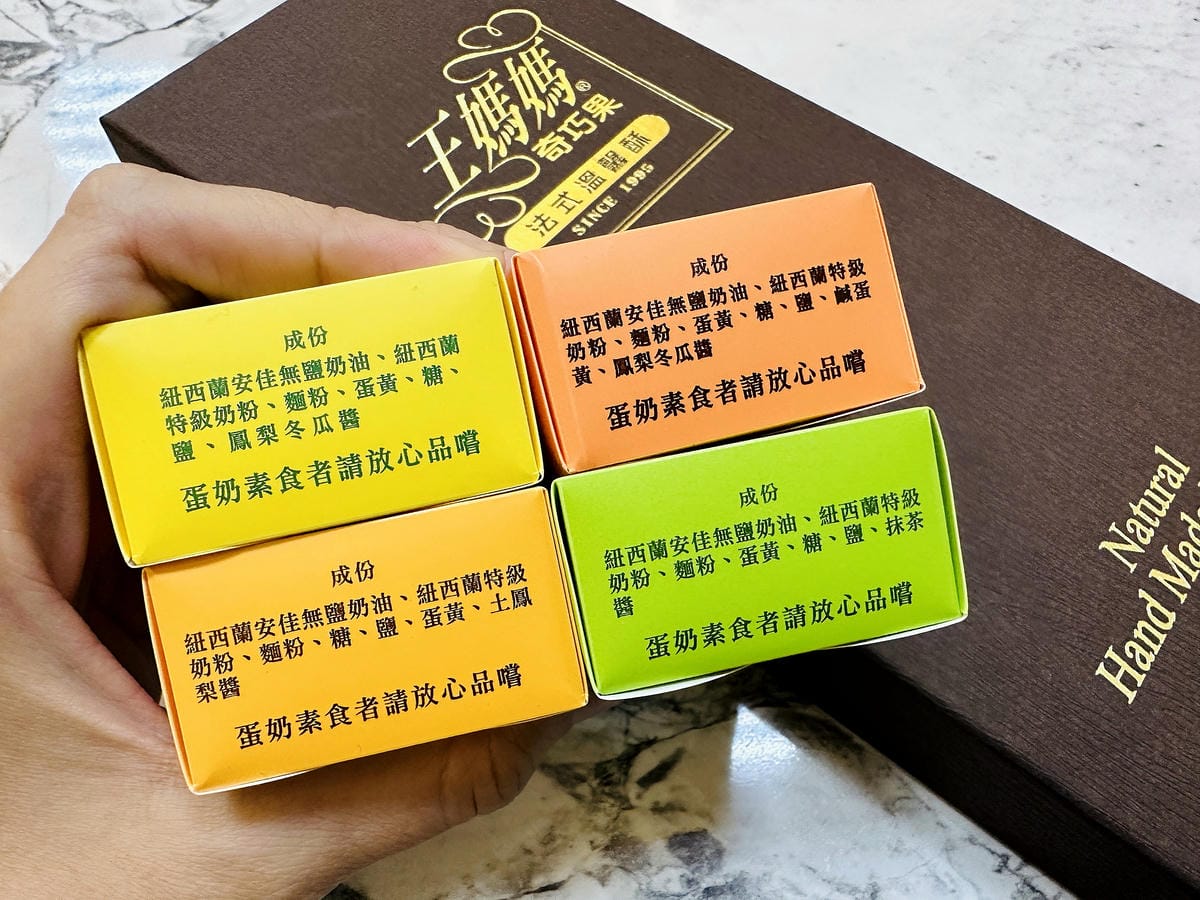 王媽媽®
奇巧果
法式溫馨酥
SINCE 1995
成份
紐西蘭安佳無鹽奶油、紐西蘭
特級奶粉、麵粉、蛋黃、糖、
鹽、鳳梨冬瓜醬
蛋奶素食者請放心品嚐
成份
紐西蘭安佳無鹽奶油、紐西蘭特級
奶粉、麵粉、蛋黃、糖、鹽、鹹蛋
黃、鳳梨冬瓜醬
蛋奶素食者請放心品嚐
成份
紐西蘭安佳無鹽奶油、紐西蘭特級
奶粉、麵粉、糖、鹽、蛋黃、土鳳
梨醬
蛋奶素食者請放心品嚐
成份
紐西蘭安佳無鹽奶油、紐西蘭特級
奶粉、麵粉、蛋黃、糖、鹽、抹茶
醬
蛋奶素食者請放心品嚐
Natural
Hand Mad